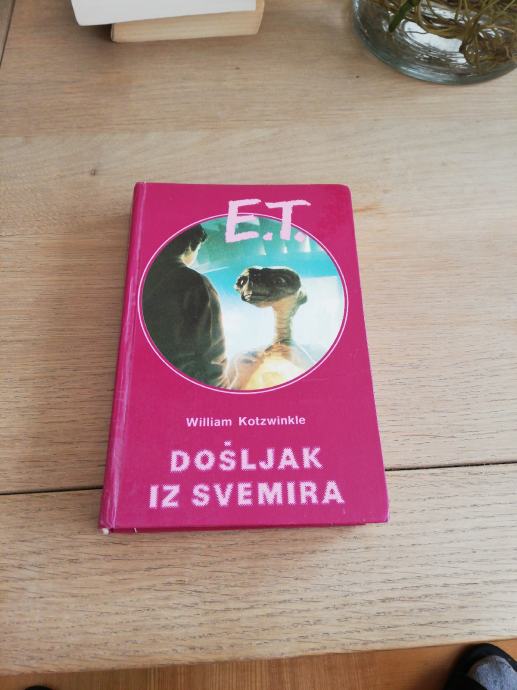 E.T.
William Kotzwinkle
DOŠLJAK
IZ SVEMIRA